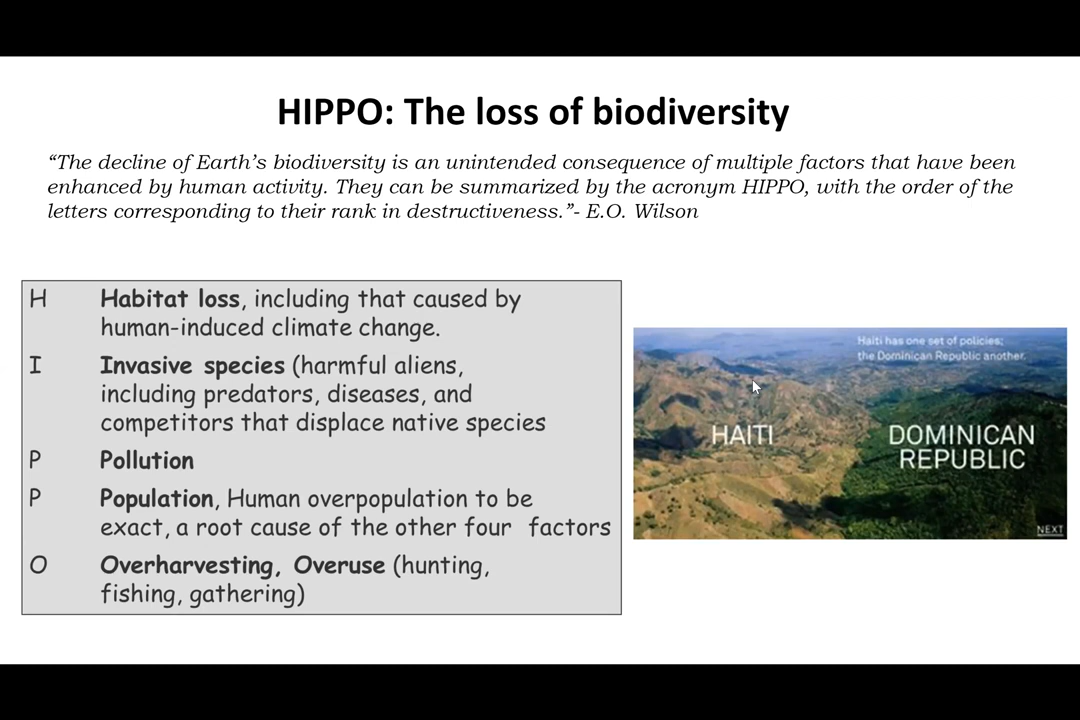 HIPPO: The loss of biodiversity
“The decline of Earth’s biodiversity is an unintended consequence of multiple factors that have been
enhanced by human activity. They can be summarized by the acronym HIPPO, with the order of the
letters corresponding to their rank in destructiveness.”- E.O. Wilson
H Habitat loss, including that caused by
human-induced climate change.
I Invasive species (harmful aliens,
including predators, diseases, and
competitors that displace native species
P Pollution
P Population, Human overpopulation to be
exact, a root cause of the other four factors
O Overharvesting, Overuse (hunting,
fishing, gathering)
Haiti has one set of policies;
the Dominican Republic another.
HAITI
DOMINICAN
REPUBLIC
NEXT